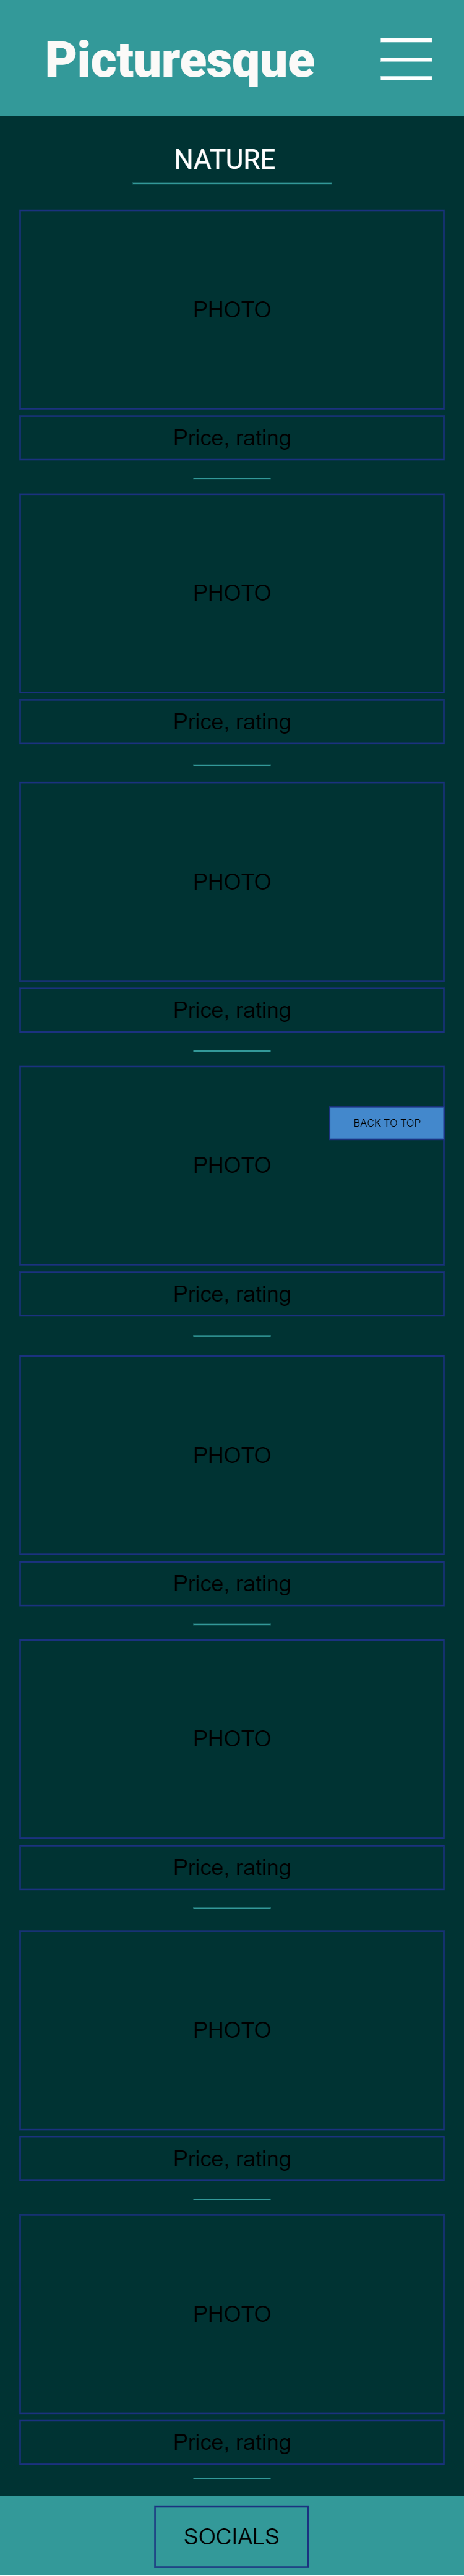 Picturesque
NATURE
PHOTO
Price, rating
PHOTO
Price, rating
PHOTO
Price, rating
BACK TO TOP
PHOTO
Price, rating
PHOTO
Price, rating
PHOTO
Price, rating
PHOTO
Price, rating
PHOTO
Price, rating
SOCIALS